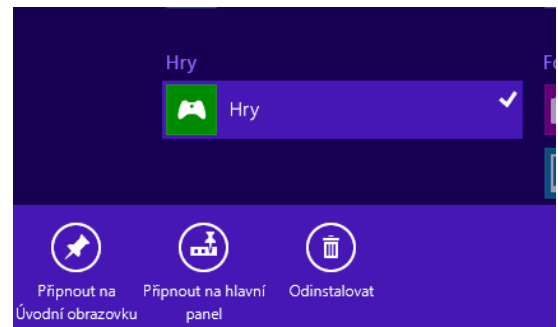 Hry
Hry
Připnout na
Úvodní obrazovku
Připnout na hlavní
panel
Odinstalovat